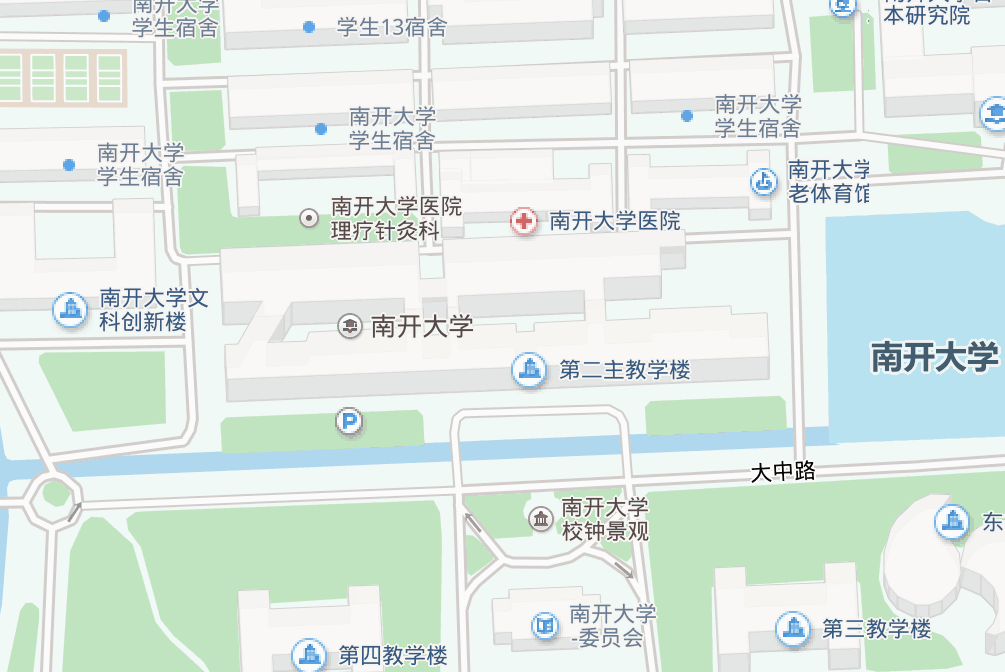 南开大学
学生宿舍
学生13宿舍
本研究院
南开大学
学生宿舍
南开大学
学生宿舍
南开大学
学生宿舍
南开大学
老体育馆
南开大学医院
理疗针灸科
南开大学医院
南开大学文
科创新楼
南开大学
第二主教学楼
南开大学
P
大中路
南开大学
校钟景观
东
南开大学
-委员会
第三教学楼
第四教学楼